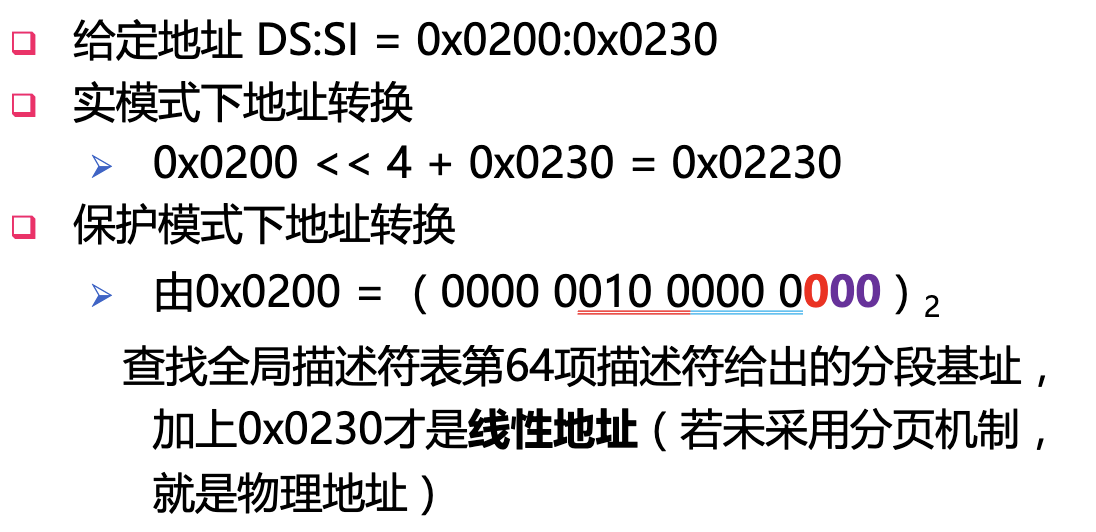 ❑ 给定地址 DS:SI = 0x0200:0x0230
❑ 实模式下地址转换
➢ 0x0200 << 4 + 0x0230 = 0x02230
❑ 保护模式下地址转换
➢ 由0x0200 =（0000 0010 0000 0000）2
查找全局描述符表第64项描述符给出的分段基址，
加上0x0230才是线性地址（若未采用分页机制，
就是物理地址）